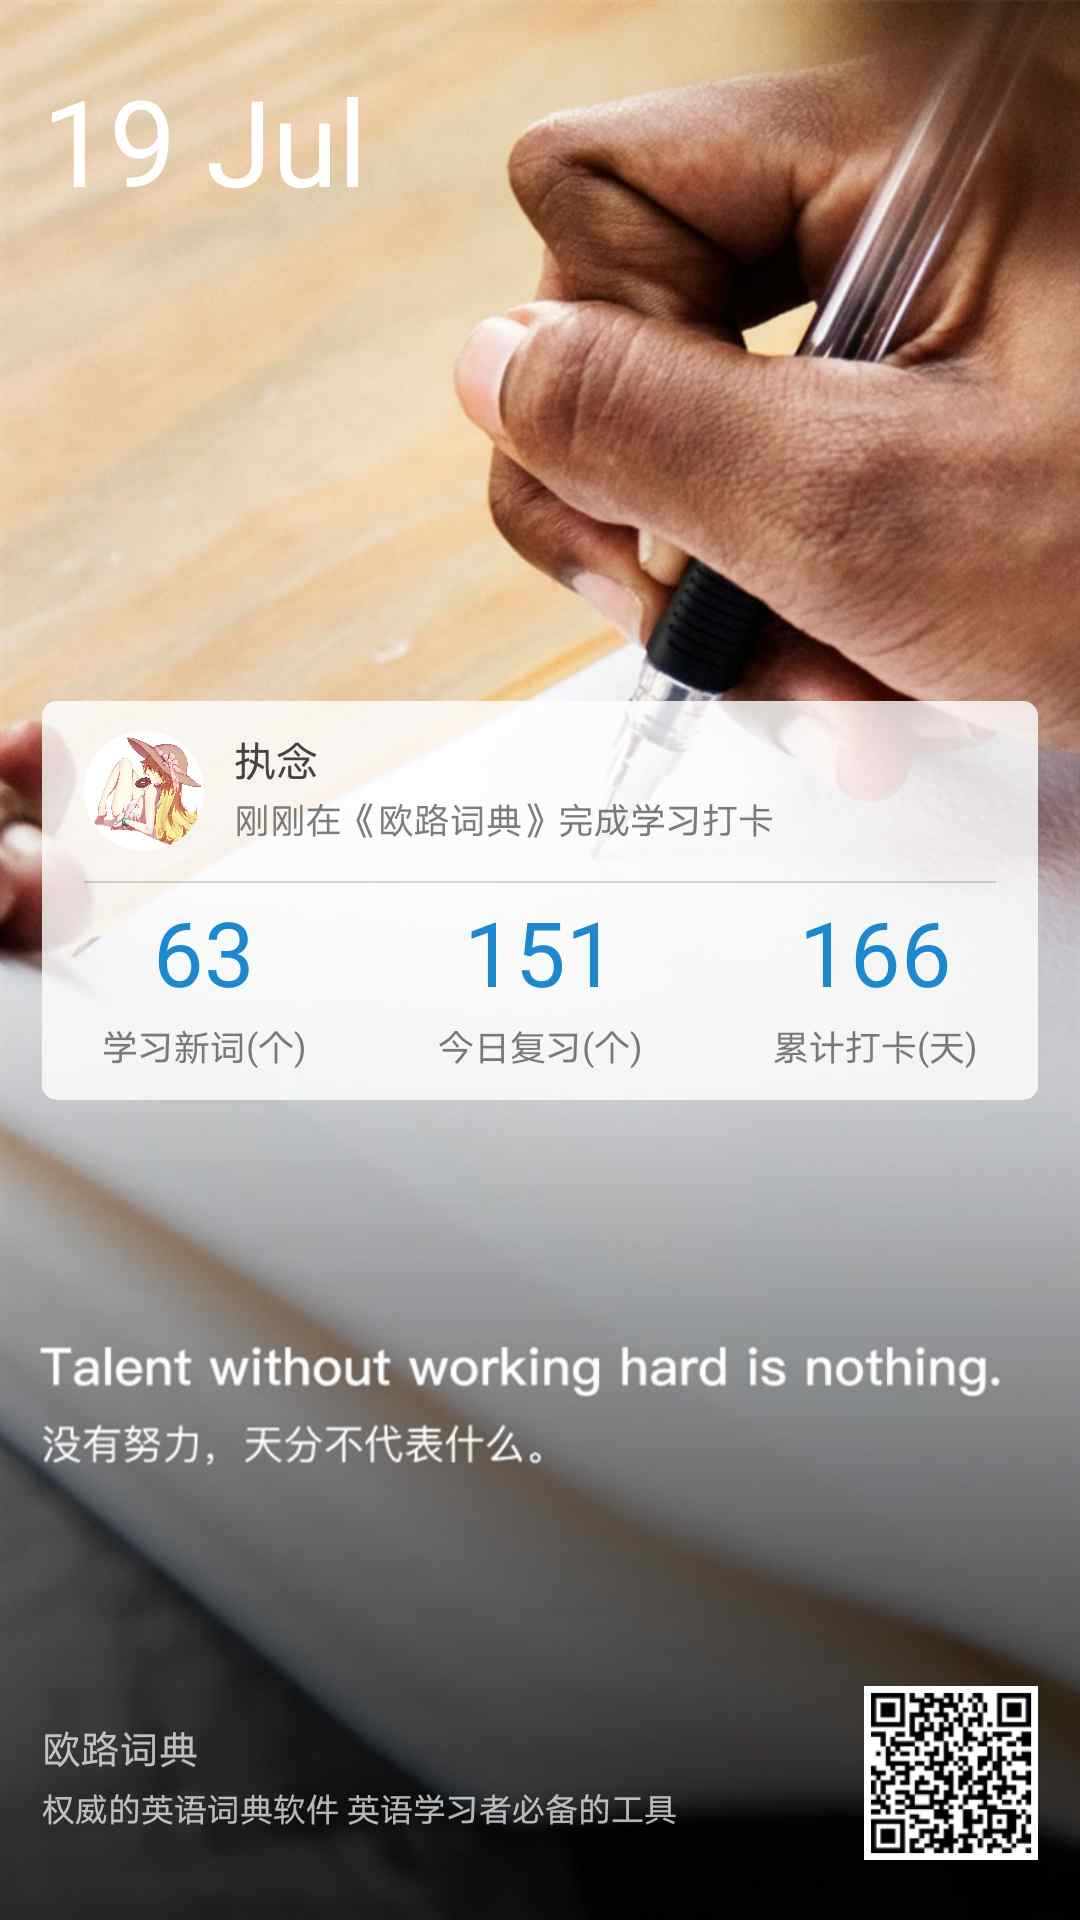 19 Jul
执念
刚刚在《欧路词典》完成学习打卡
63 151 166
学习新词(个) 今日复习(个) 累计打卡(天)
Talent without working hard is nothing.
没有努力，天分不代表什么。
欧路词典
权威的英语词典软件 英语学习者必备的工具